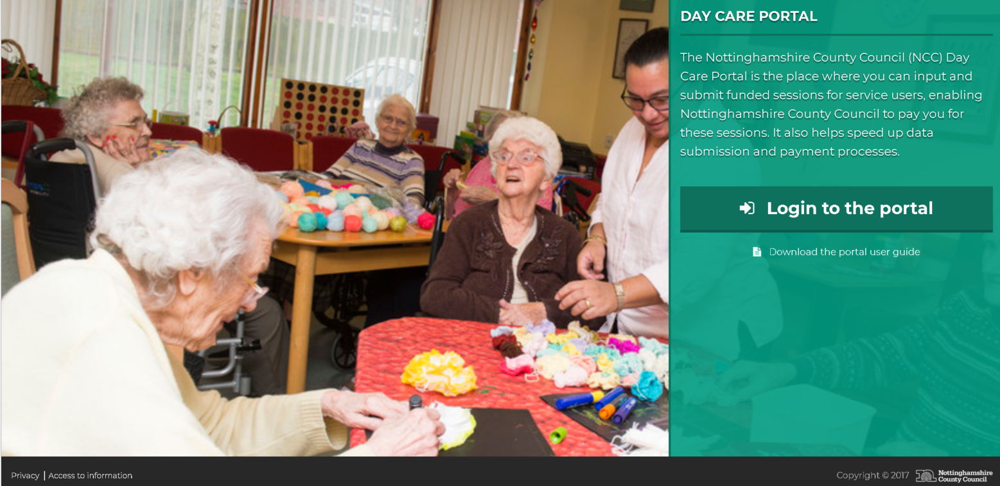 DAY CARE PORTAL
The Nottinghamshire County Council (NCC) Day
Care Portal is the place where you can input and
submit funded sessions for service users, enabling
Nottinghamshire County Council to pay you for
these sessions. It also helps speed up data
submission and payment processes.
Login to the portal
Download the portal user guide
Privacy | Access to information
Copyright © 2017
Nottinghamshire
County Council